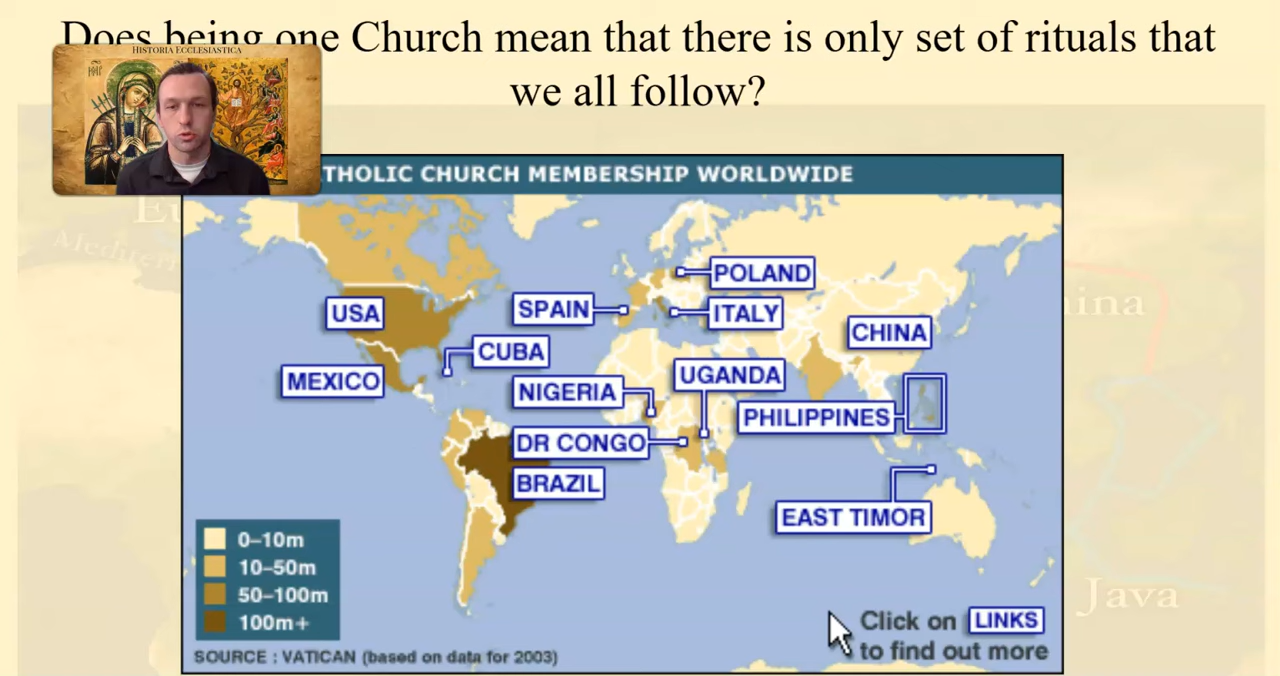 Does being one Church mean that there is only set of rituals that
we all follow?
HISTORIA ECCLESIASTICA
THOLIC CHURCH MEMBERSHIP WORLDWIDE
POLAND
SPAIN
ITALY
USA
CHINA
CUBA
MEXICO
UGANDA
NIGERIA
PHILIPPINES
DR CONGO
BRAZIL
EAST TIMOR
0–10m
10–50m
50–100m
100m+
SOURCE : VATICAN (based on data for 2003)
Click on LINKS
to find out more
Eu
Mediterr
ina
Java